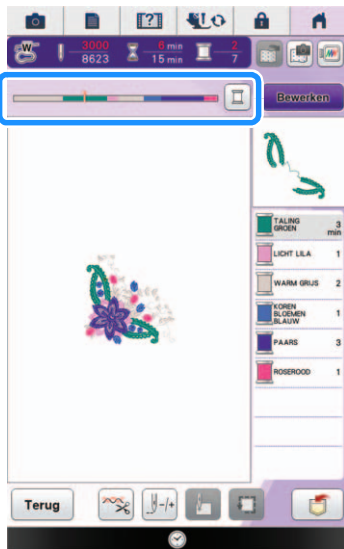 [?]
W
3000
8623
6 min
15 min
2
7
Bewerken
TALING
GROEN
3
min
LICHT LILA 1
WARM GRIJS 2
KOREN
BLOEMEN
BLAUW
1
PAARS 3
ROSEROOD 1
Terug
-/+